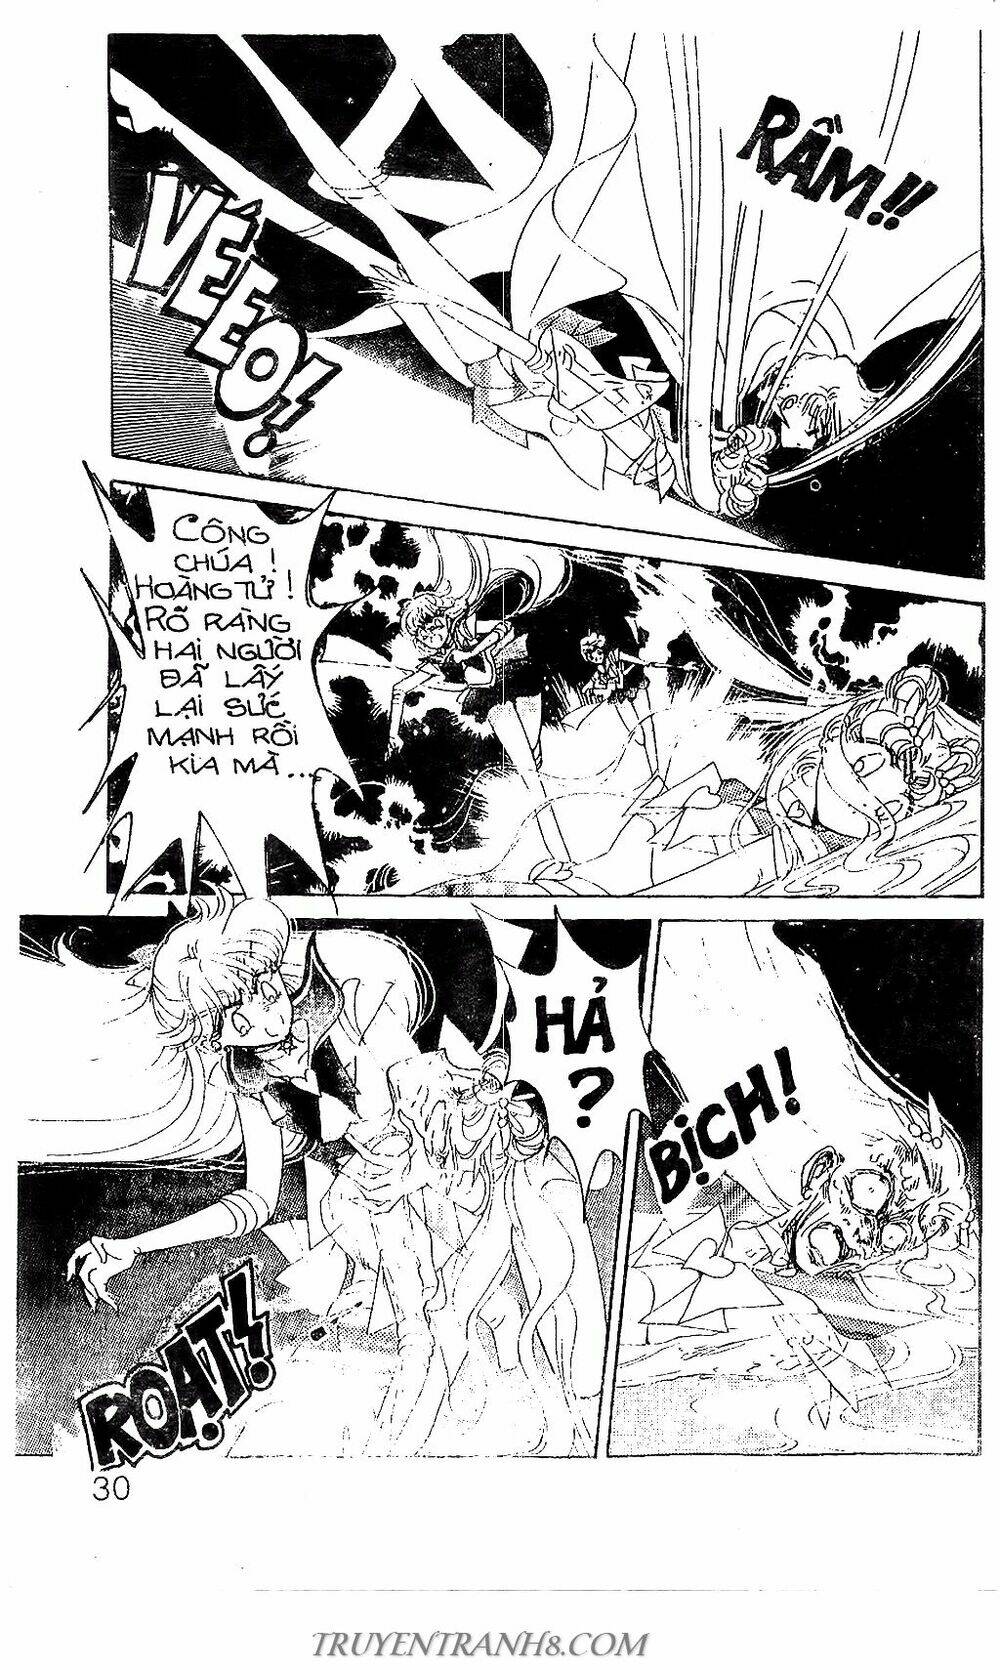 RẦM!!
VÉEO!!
CÔNG
CHÚA !
HOÀNG TỬ !
RÕ RÀNG
HAI NGƯỜI
ĐÃ LẤY
LẠI SỨC
MẠNH RỒI
KIA MÀ ...
HẢ
?
BỊCH!
ROẠT!!
30
TRUYENTRANH8.COM